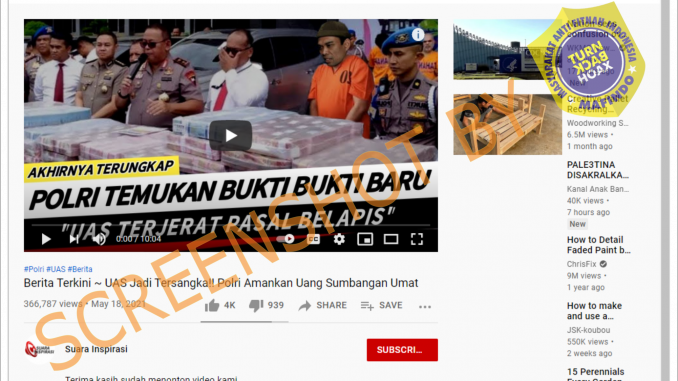 AKHIRNYA TERUNGKAP
POLRI TEMUKAN BUKTI BUKTI BARU
"UAS TERJERAT PASAL BELAPIS"
0:00 / 10:04
CC
#Polri #UAS #Berita
Berita Terkini ~ UAS Jadi Tersangka!! Polri Amankan Uang Sumbangan Umat
366,787 views • May 18, 2021
4K
939
SHARE
SAVE
Suara Inspirasi
SUBSCRI...
Terima kasih sudah menonton video kami
SCREENSHOT BY
MASYARAKAT ANTI FITNAH INDONESIA
TURN
BACK
HOAX
MAFINDO
Woodworking S...
6.5M views •
1 month ago
PALE3TINA
DISAKRALKA...
Kanal Anak Ban...
40K views •
7 hours ago
New
How to Detail
Faded Paint b...
ChrisFix
9M views •
1 year ago
How to make
and use a...
JSK-koubou
550K views •
2 weeks ago
15 Perennials
Every Garden